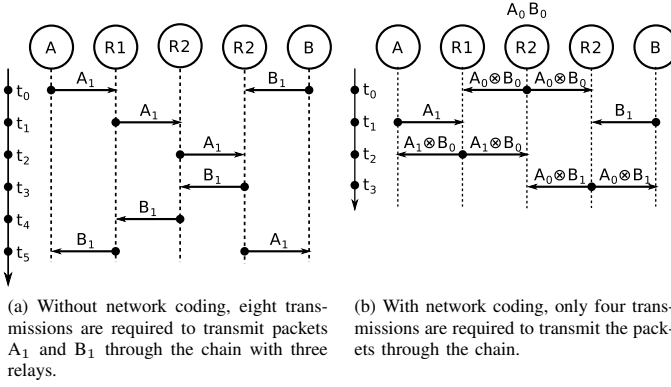 A₀ B₀
A R1 R2 R2 B
A R1 R2 R2 B
t₀ A₁ B₁
t₁ A₁
t₂ A₁
t₃ B₁
t₄ B₁
t₅ B₁ A₁
t₀ A₀⊗B₀ A₀⊗B₀
t₁ A₁ B₁
t₂ A₁⊗B₀ A₁⊗B₀
t₃ A₀⊗B₁ A₀⊗B₁
(a) Without network coding, eight trans-
missions are required to transmit packets
A₁ and B₁ through the chain with three
relays.
(b) With network coding, only four trans-
missions are required to transmit the pack-
ets through the chain.